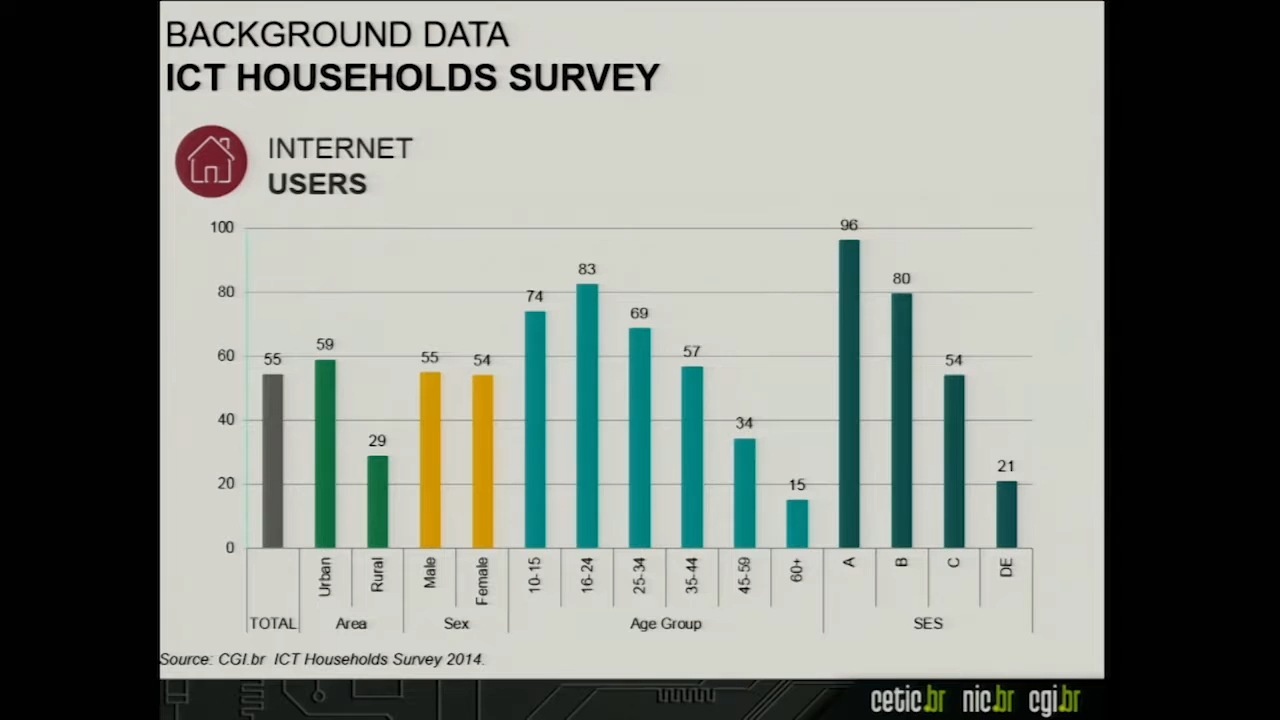 BACKGROUND DATA
ICT HOUSEHOLDS SURVEY
INTERNET
USERS
100
80
60
40
20
0
55
59
29
55
54
74
83
69
57
34
15
96
80
54
21
Urban
Rural
Male
Female
10-15
16-24
25-34
35-44
45-59
60+
A
B
C
DE
TOTAL
Area
Sex
Age Group
SES
Source: CGI.br ICT Households Survey 2014.
cetic.br nic.br cgi.br